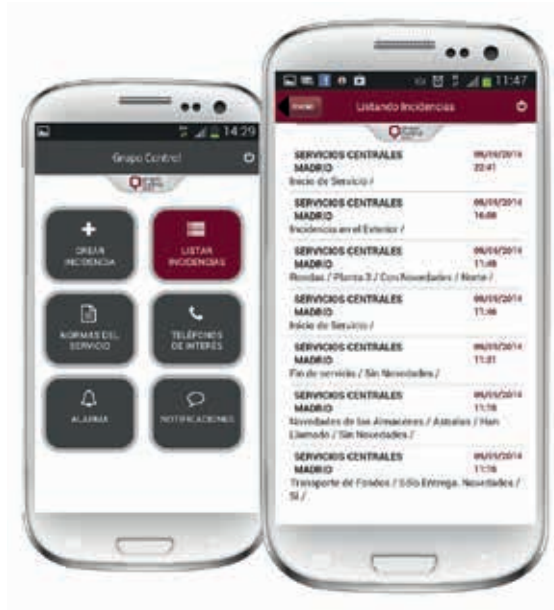 14:29
Grupo Control
CREAR
INCIDENCIA
LISTAR
INCIDENCIAS
NORMAS DEL
SERVICIO
TELÉFONOS
DE INTERÉS
ALARMA
NOTIFICACIONES
11:47
Listando Incidencias
SERVICIOS CENTRALES
MADRID
22:41
Inicio de Servicio /
SERVICIOS CENTRALES
MADRID
Incidencia en el Exterior /
SERVICIOS CENTRALES
MADRID
Rondas / Planta 3 / Con Novedades / Norte /
SERVICIOS CENTRALES
MADRID
Inicio de Servicio /
SERVICIOS CENTRALES
MADRID
11:21
Fin de servicio / Sin Novedades /
SERVICIOS CENTRALES
MADRID
Novedades de los Almacenes / / Han
Llamado / Sin Novedades /
SERVICIOS CENTRALES
MADRID
Transporte de Fondos / Sólo Entrega. Novedades /
SI /